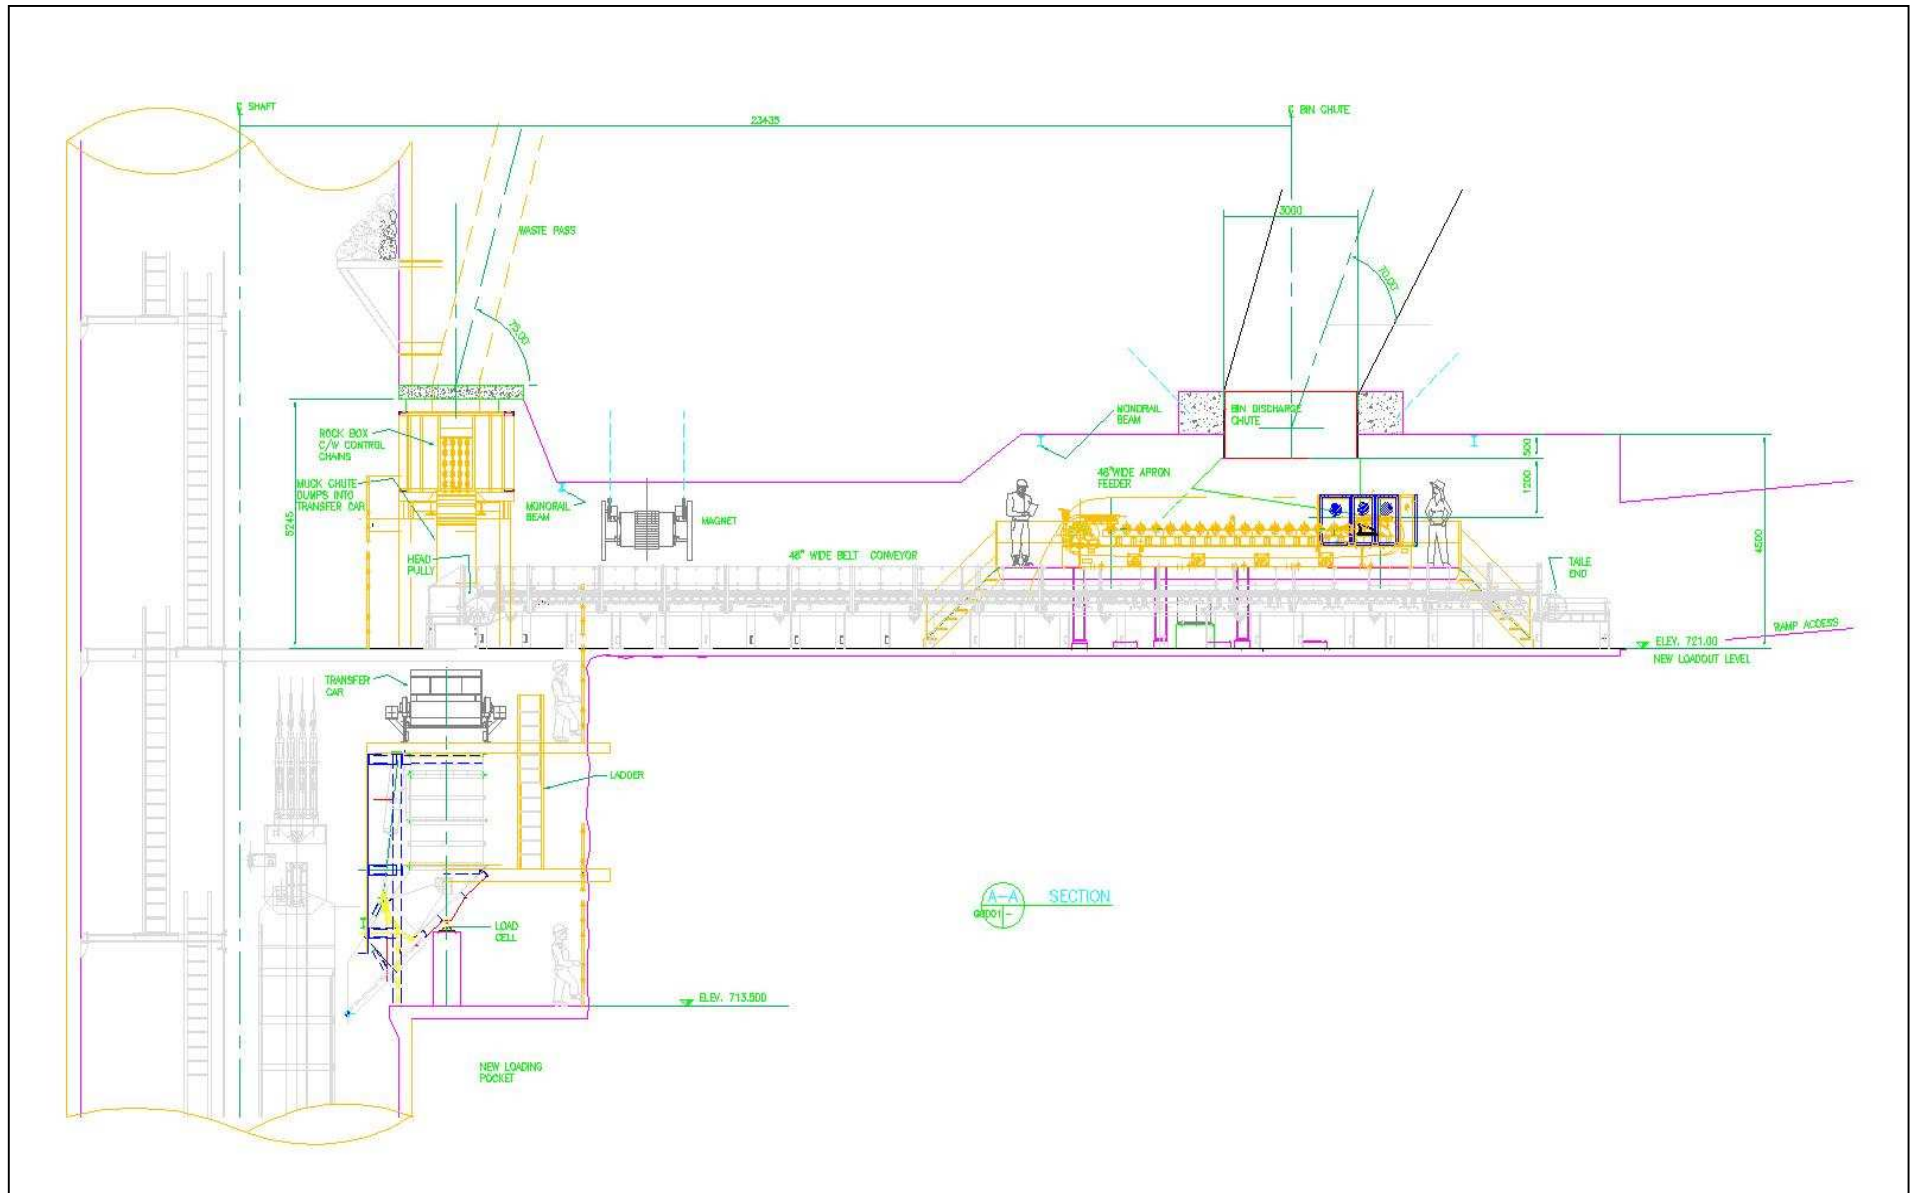 ℄ SHAFT
℄ BIN CHUTE
23435
WASTE PASS
3000
70.00
75.00
ROCK BOX
C/W CONTROL
CHAINS
MUCK CHUTE
DUMPS INTO
TRANSFER CAR
5245
MONORAIL
BEAM
MAGNET
HEAD
PULLY
48" WIDE BELT CONVEYOR
MONORAIL
BEAM
BIN DISCHARGE
CHUTE
48"WIDE APRON
FEEDER
500
1200
4500
TAILE
END
RAMP ACCESS
ELEV. 721.00
NEW LOADOUT LEVEL
TRANSFER
CAR
LADDER
LOAD
CELL
A-A
SECTION
ELEV. 713.500
NEW LOADING
POCKET